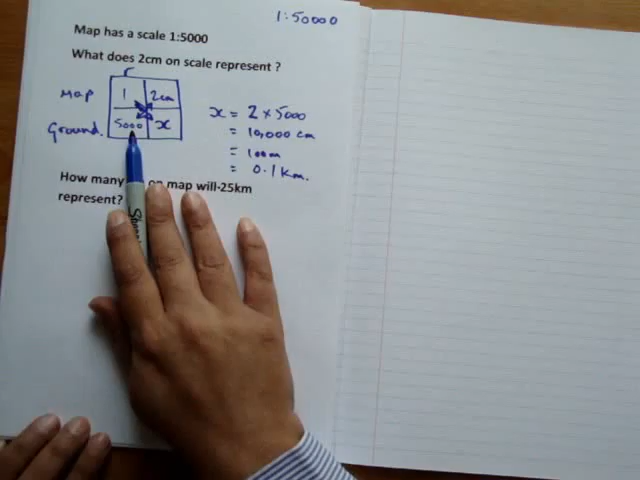 1:50000
Map has a scale 1:5000
What does 2cm on scale represent ?
Map 1 2cm
Ground. 5000 x
x = 2 × 5000
= 10,000 cm
= 100m
= 0.1 km.
How many on map will 25km
represent?